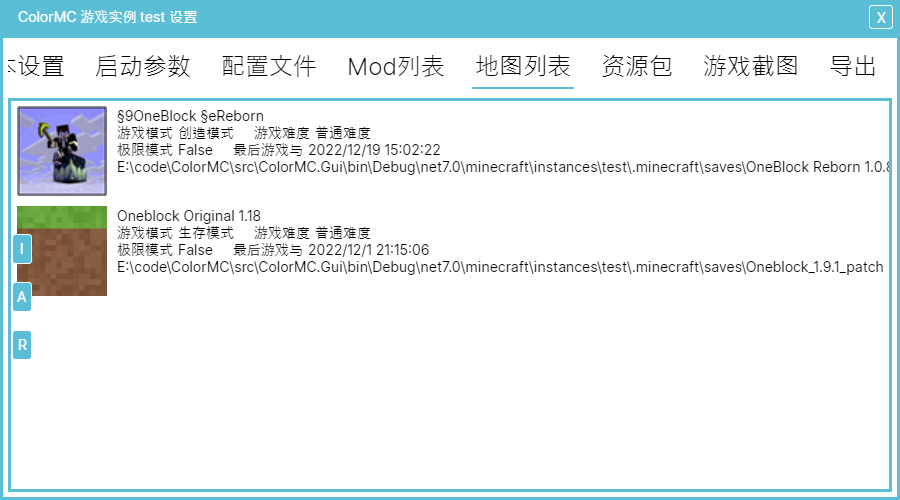 ColorMC 游戏实例 test 设置
X
设置 启动参数 配置文件 Mod列表 地图列表 资源包 游戏截图 导出
§9OneBlock §eReborn
游戏模式 创造模式 游戏难度 普通难度
极限模式 False 最后游戏与 2022/12/19 15:02:22
E:\code\ColorMC\src\ColorMC.Gui\bin\Debug\net7.0\minecraft\instances\test\.minecraft\saves\OneBlock Reborn 1.0.8
Oneblock Original 1.18
游戏模式 生存模式 游戏难度 普通难度
极限模式 False 最后游戏与 2022/12/1 21:15:06
E:\code\ColorMC\src\ColorMC.Gui\bin\Debug\net7.0\minecraft\instances\test\.minecraft\saves\Oneblock_1.9.1_patch
I
A
R